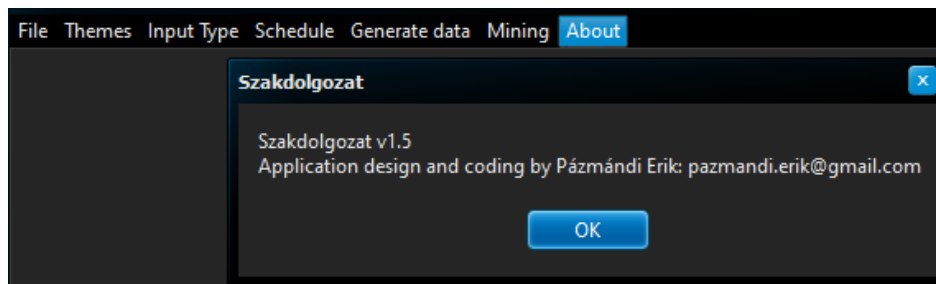 File Themes Input Type Schedule Generate data Mining About
Szakdolgozat
Szakdolgozat v1.5
Application design and coding by Pázmándi Erik: pazmandi.erik@gmail.com
OK